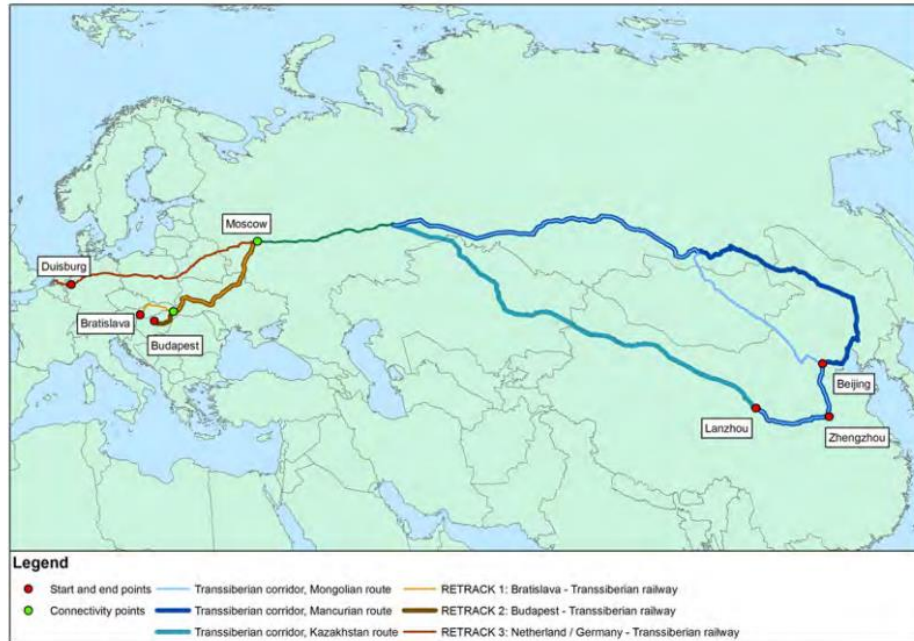 Moscow
Duisburg
Bratislava
Budapest
Beijing
Lanzhou
Zhengzhou
Legend
Start and end points
Transsiberian corridor, Mongolian route
RETRACK 1: Bratislava - Transsiberian railway
Connectivity points
Transsiberian corridor, Mancurian route
RETRACK 2: Budapest - Transsiberian railway
Transsiberian corridor, Kazakhstan route
RETRACK 3: Netherland / Germany - Transsiberian railway